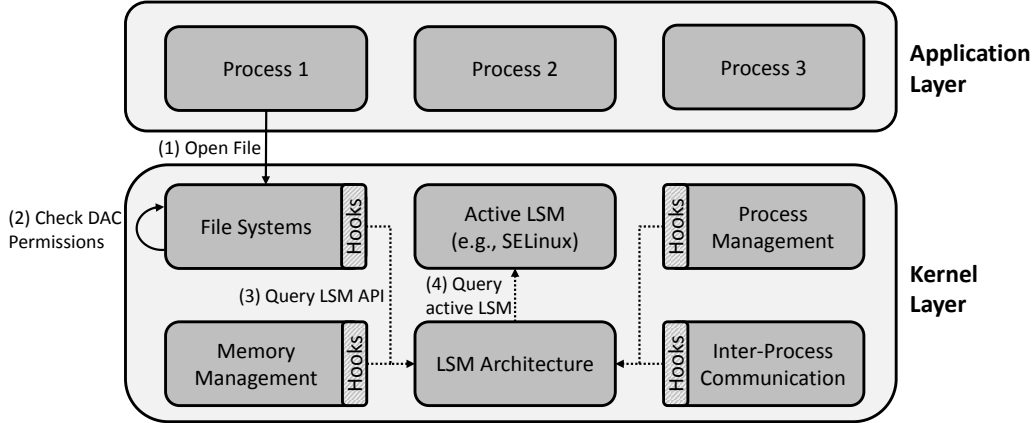 Process 1
Process 2
Process 3
Application
Layer
(1) Open File
(2) Check DAC
Permissions
File Systems
Hooks
Active LSM
(e.g., SELinux)
Hooks
Process
Management
(3) Query LSM API
(4) Query
active LSM
Kernel
Layer
Memory
Management
Hooks
LSM Architecture
Hooks
Inter-Process
Communication